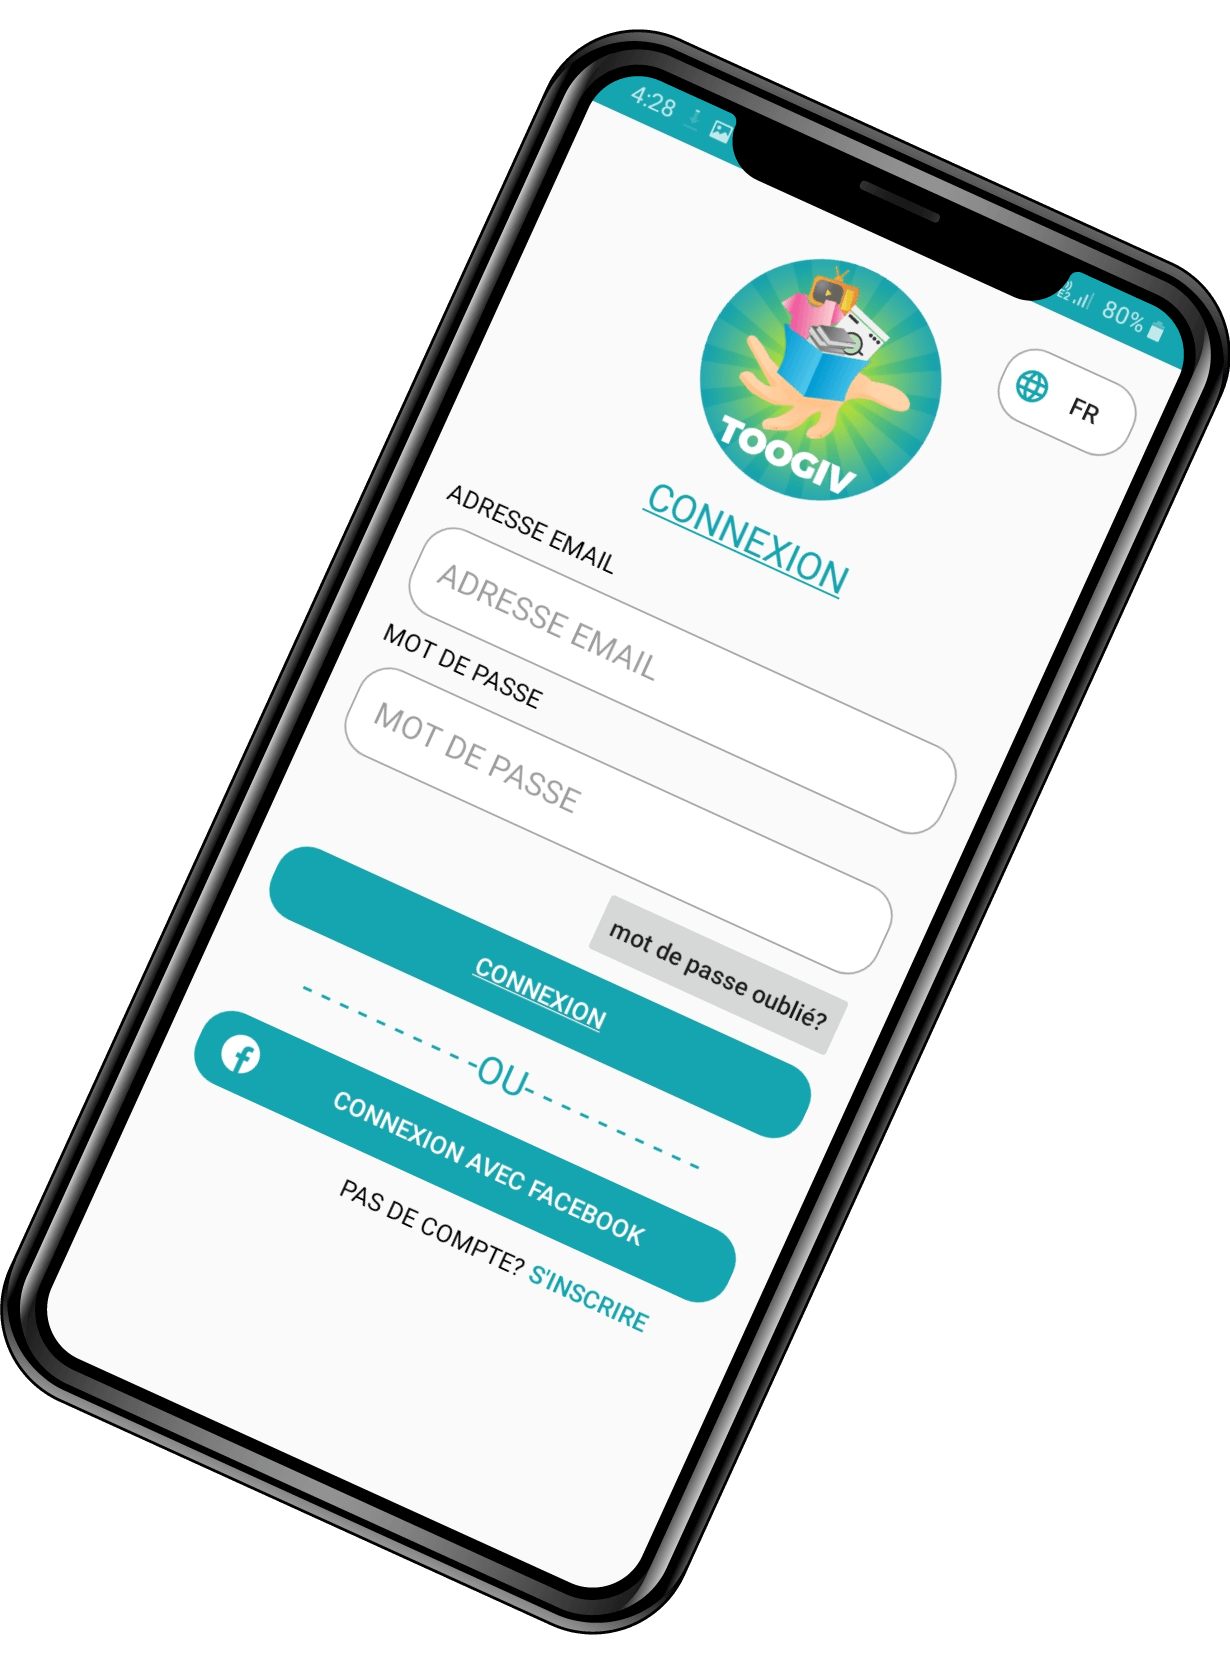 4:28
80%
FR
TOOGIV
CONNEXION
ADRESSE EMAIL
ADRESSE EMAIL
MOT DE PASSE
MOT DE PASSE
mot de passe oublié?
CONNEXION
OU
CONNEXION AVEC FACEBOOK
PAS DE COMPTE? S'INSCRIRE